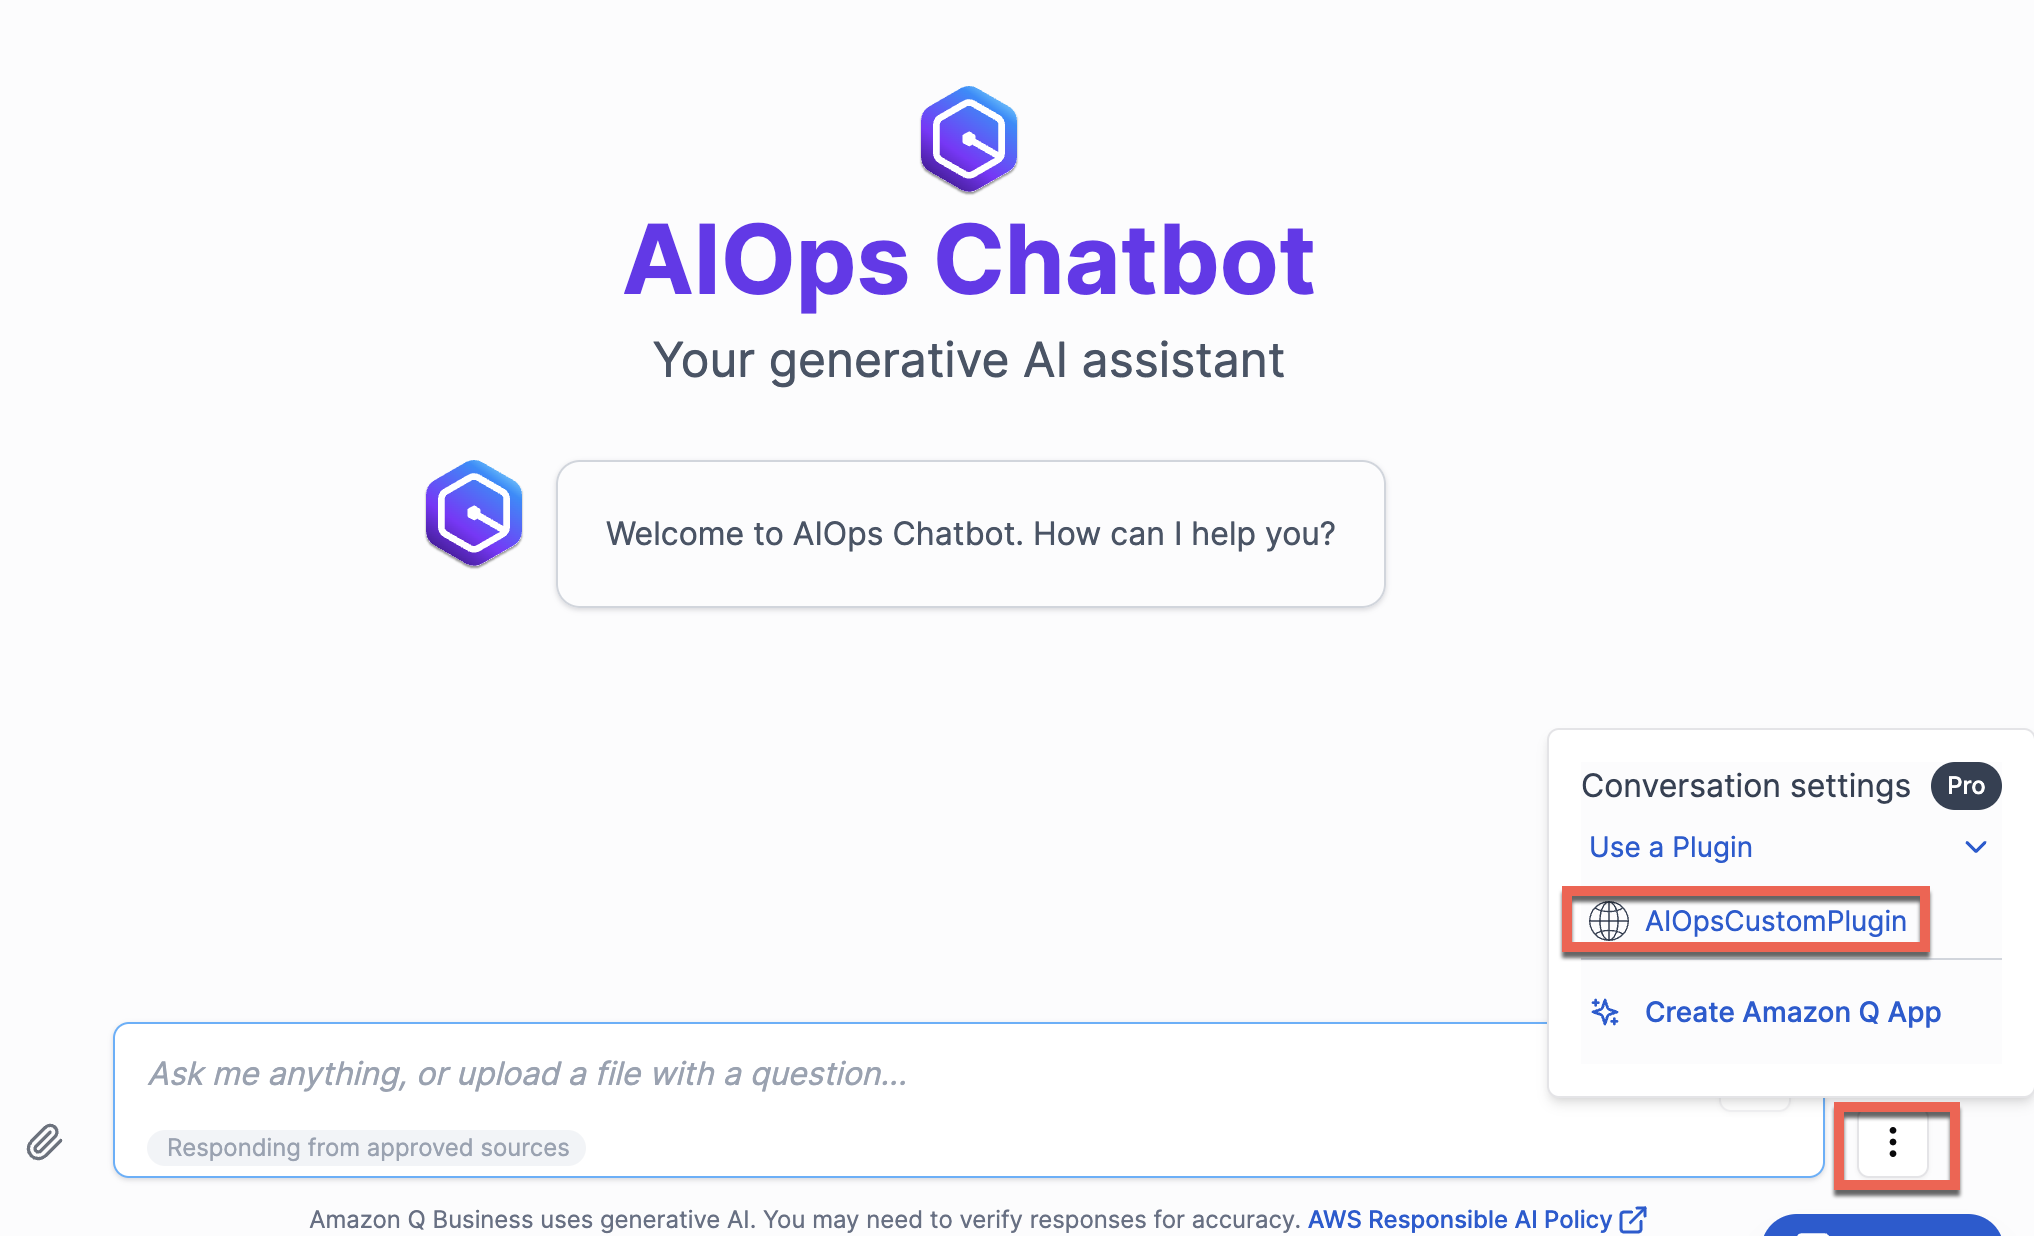 AIOps Chatbot
Your generative AI assistant
Welcome to AIOps Chatbot. How can I help you?
Conversation settings Pro
Use a Plugin
AIOpsCustomPlugin
Create Amazon Q App
Ask me anything, or upload a file with a question...
Responding from approved sources
Amazon Q Business uses generative AI. You may need to verify responses for accuracy. AWS Responsible AI Policy